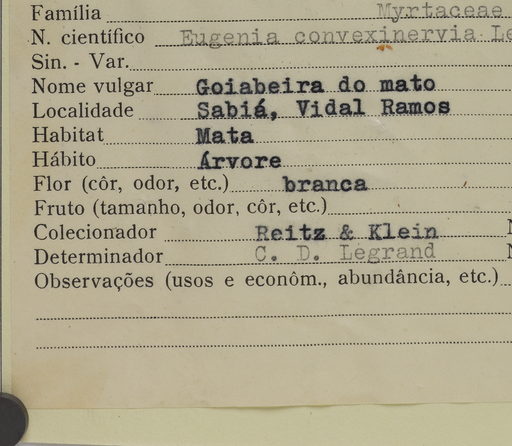 Família Myrtaceae
N. científico Eugenia convexinervia
Sin. - Var.
Nome vulgar Goiabeira do mato
Localidade Sabiá, Vidal Ramos
Habitat Mata
Hábito Árvore
Flor (côr, odor, etc.) branca
Fruto (tamanho, odor, côr, etc.)
Colecionador Reitz & Klein
Determinador C. D. Legrand
Observações (usos e econôm., abundância, etc.)